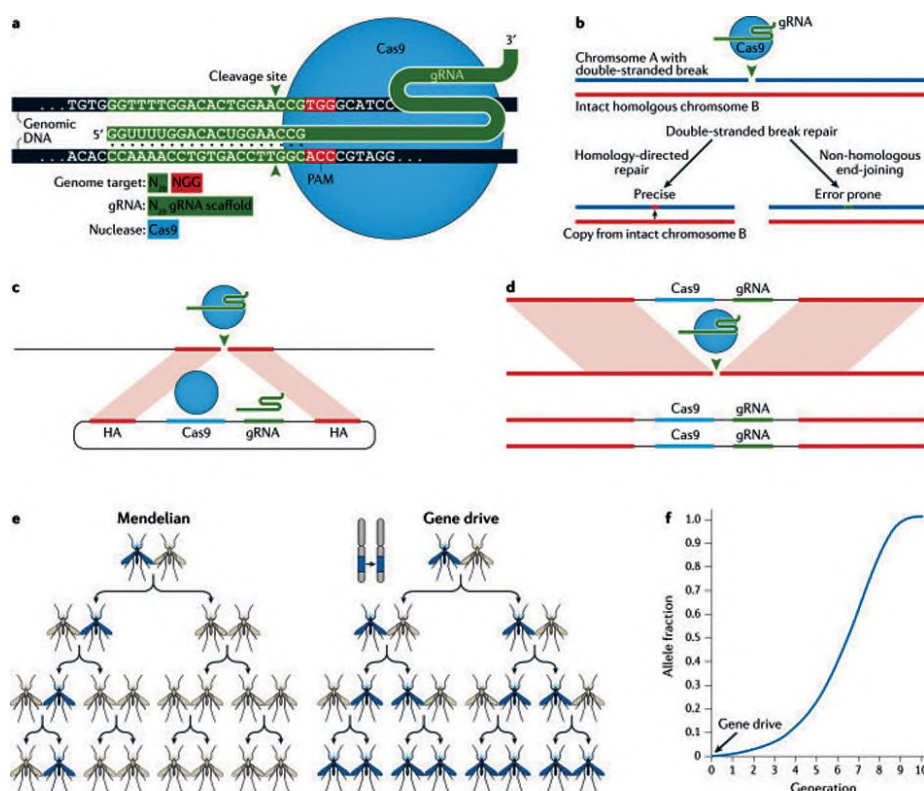 a
Cas9
gRNA
3′
Cleavage site
...TGTGGGTTTTGGACACTGGAACCGTGGGCATCC
Genomic
DNA
5′ GGUUUUGGACACUGGAACCG
...ACACCCAAAACCTGTGACCTTGGCACCCGTAGG...
Genome target: N20 NGG
PAM
gRNA: N20 gRNA scaffold
Nuclease: Cas9
b
gRNA
Cas9
Chromsome A with
double-stranded break
Intact homolgous chromosome B
Double-stranded break repair
Homology-directed
repair
Non-homologous
end-joining
Precise
Error prone
Copy from intact chromosome B
c
HA
Cas9
gRNA
HA
d
Cas9
gRNA
Cas9
gRNA
Cas9
gRNA
e
Mendelian
Gene drive
f
1.0
0.9
0.8
0.7
0.6
0.5
0.4
0.3
0.2
0.1
0
Allele fraction
Gene drive
0 1 2 3 4 5 6 7 8 9 10
Generation